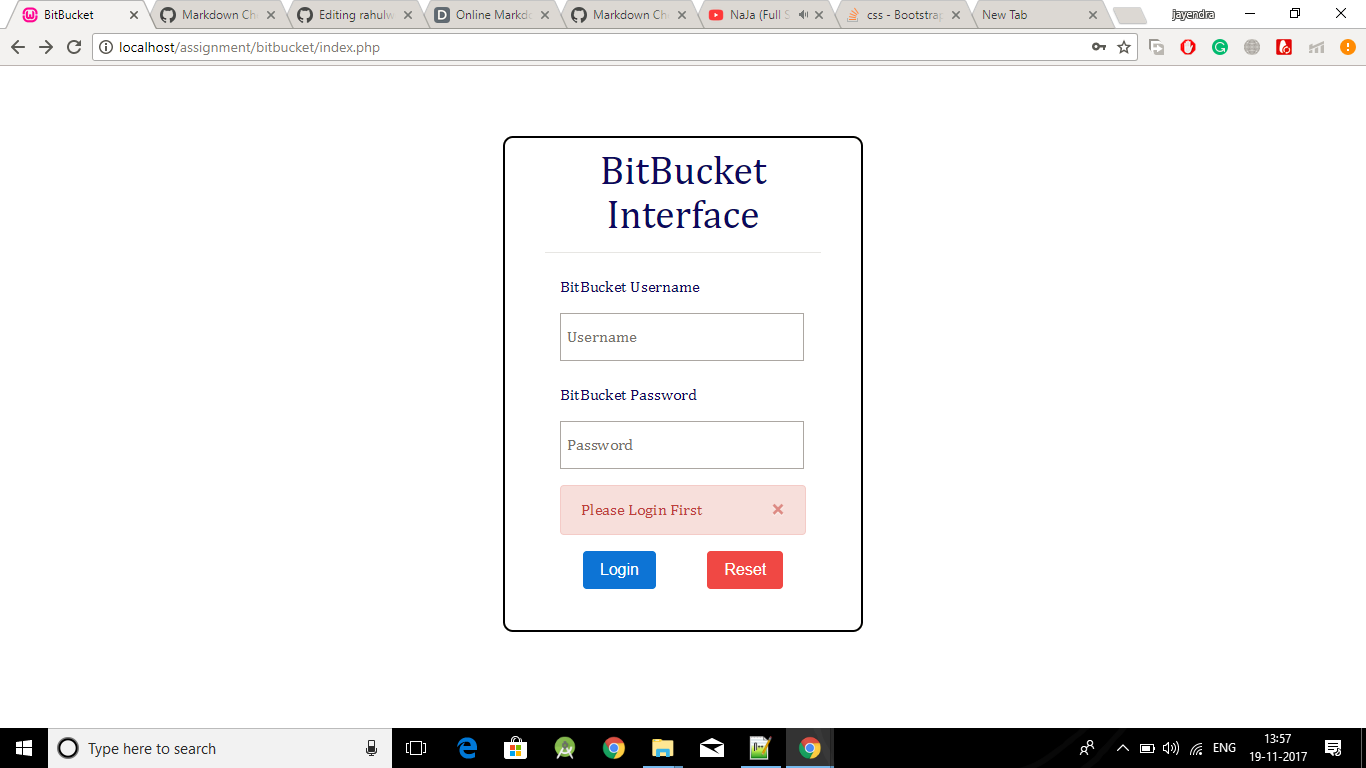 BitBucket
Markdown Ch
Editing rahulw
Online Markdo
Markdown Ch
NaJa (Full S
css - Bootstrap
New Tab
jayendra
localhost/assignment/bitbucket/index.php
BitBucket
Interface
BitBucket Username
Username
BitBucket Password
Password
Please Login First ×
Login Reset
Type here to search
ENG
13:57
19-11-2017